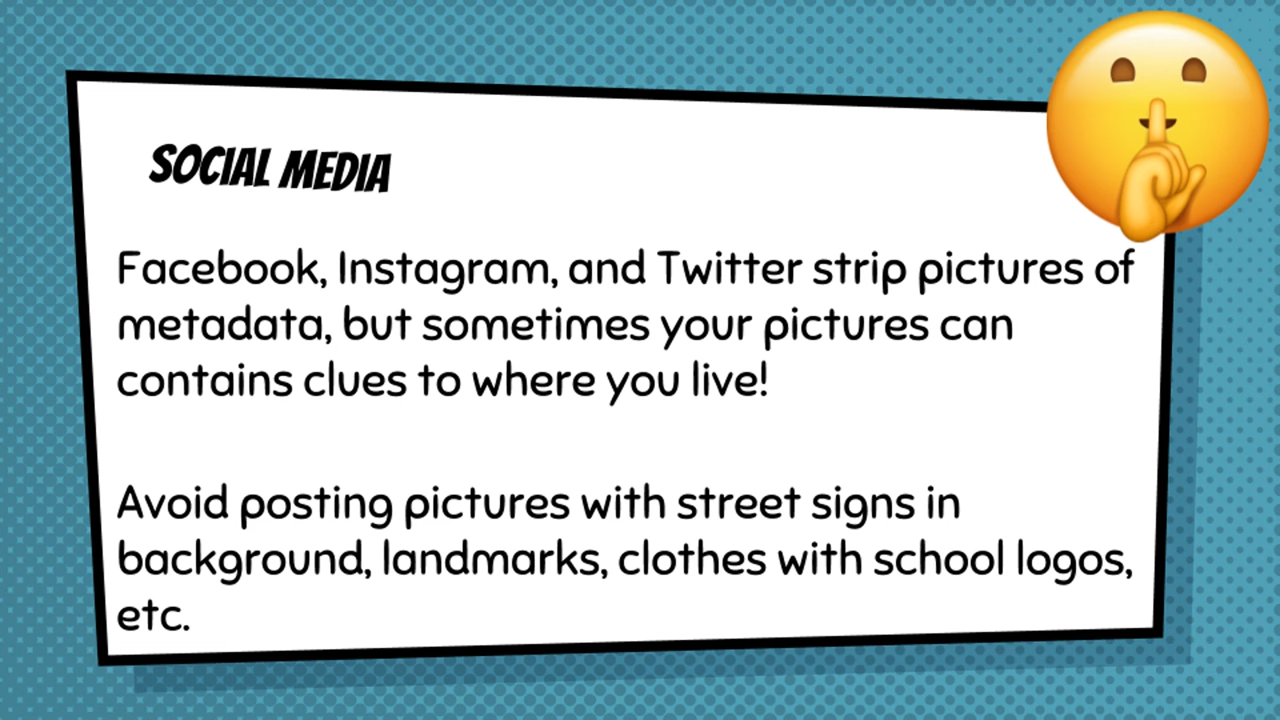 SOCIAL MEDIA
Facebook, Instagram, and Twitter strip pictures of
metadata, but sometimes your pictures can
contains clues to where you live!
Avoid posting pictures with street signs in
background, landmarks, clothes with school logos,
etc.